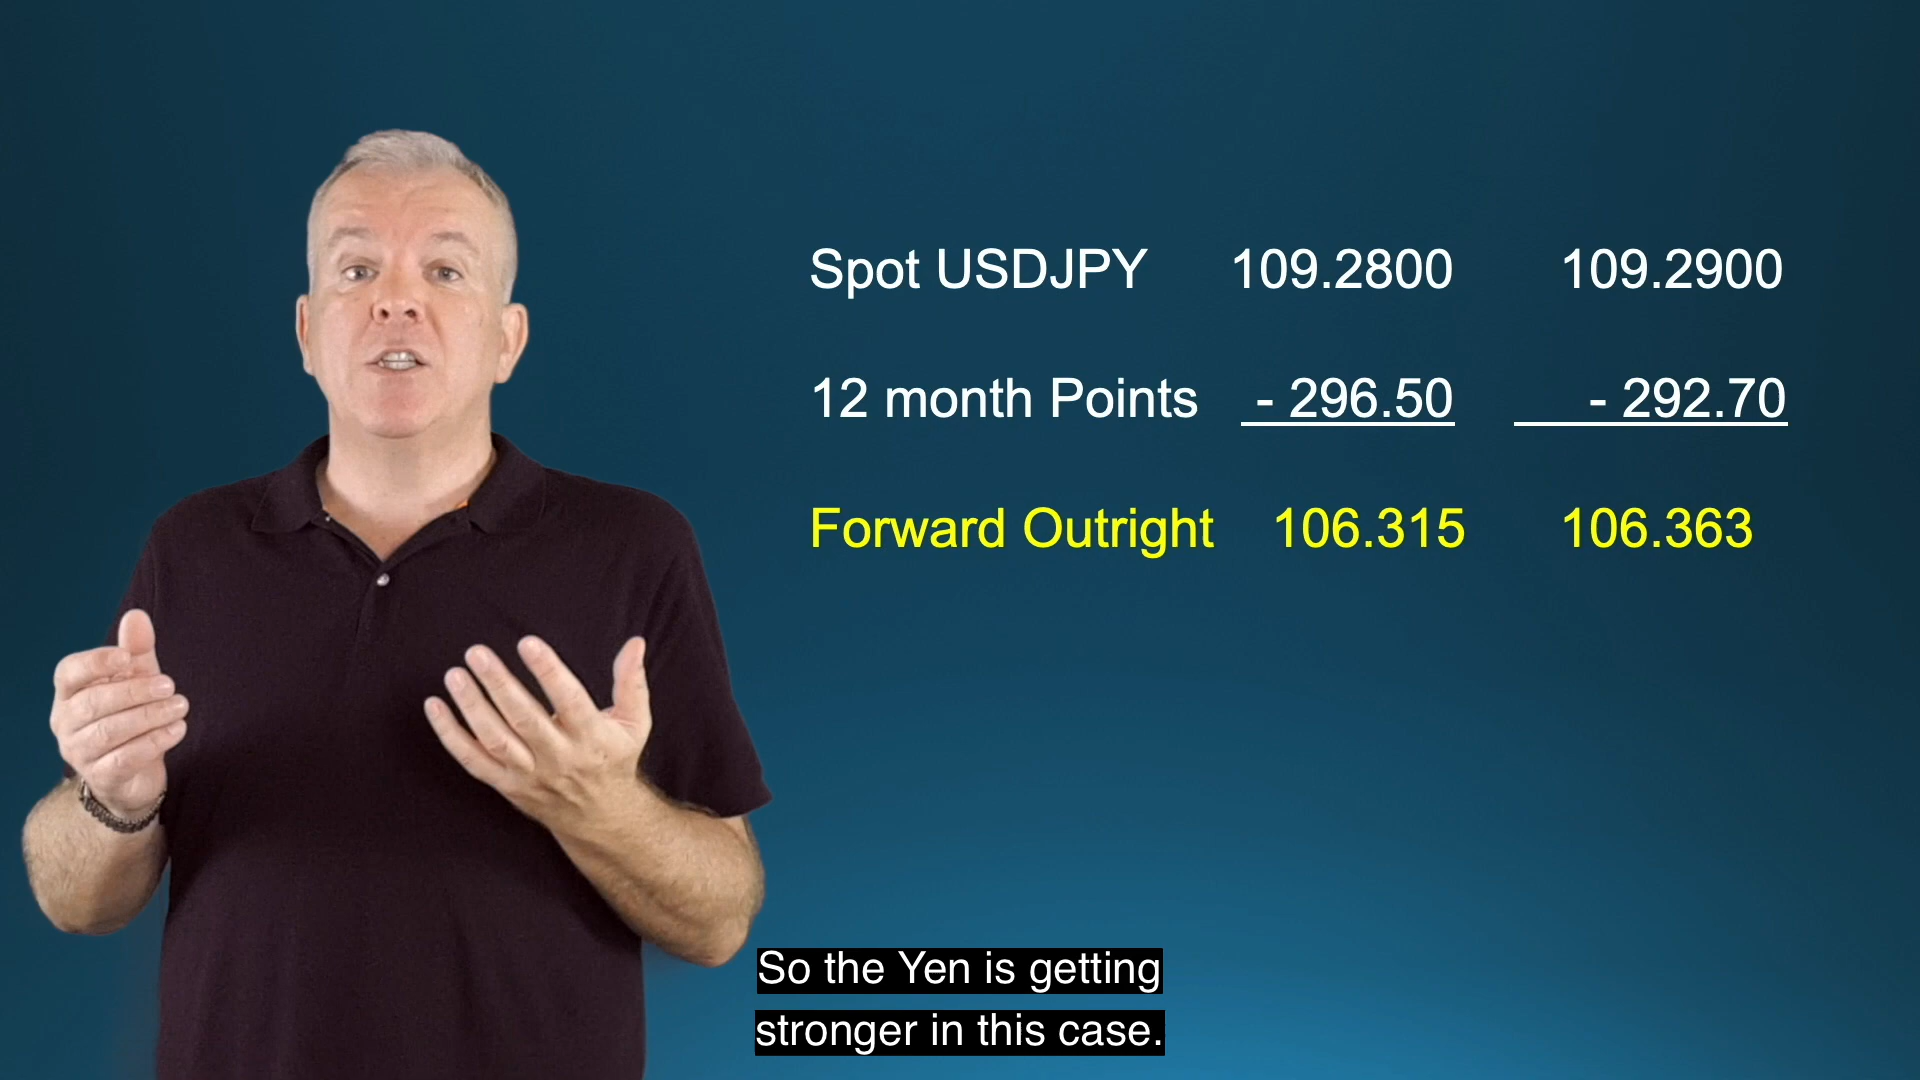 Spot USDJPY 109.2800 109.2900
12 month Points - 296.50 - 292.70
Forward Outright 106.315 106.363
So the Yen is getting
stronger in this case.